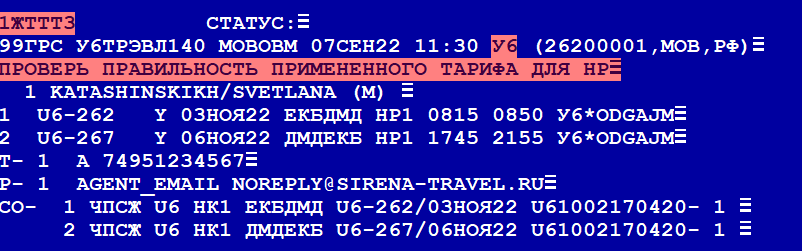 1ЖТТТЗ СТАТУС:
99ГРС У6ТРЭВЛ140 МОВОВМ 07СЕН22 11:30 У6 (26200001,МОВ,РФ)
ПРОВЕРЬ ПРАВИЛЬНОСТЬ ПРИМЕНЕННОГО ТАРИФА ДЛЯ НР
1 KATASHINSKIKH/SVETLANA (M)
1 U6-262 Y 03НОЯ22 ЕКБДМД НР1 0815 0850 У6*ODGAJM
2 U6-267 Y 06НОЯ22 ДМДЕКБ НР1 1745 2155 У6*ODGAJM
Т- 1 А 74951234567
Р- 1 AGENT_EMAIL NOREPLY@SIRENA-TRAVEL.RU
СО- 1 ЧПСЖ U6 НК1 ЕКБДМД U6-262/03НОЯ22 U61002170420- 1
2 ЧПСЖ U6 НК1 ДМДЕКБ U6-267/06НОЯ22 U61002170420- 1